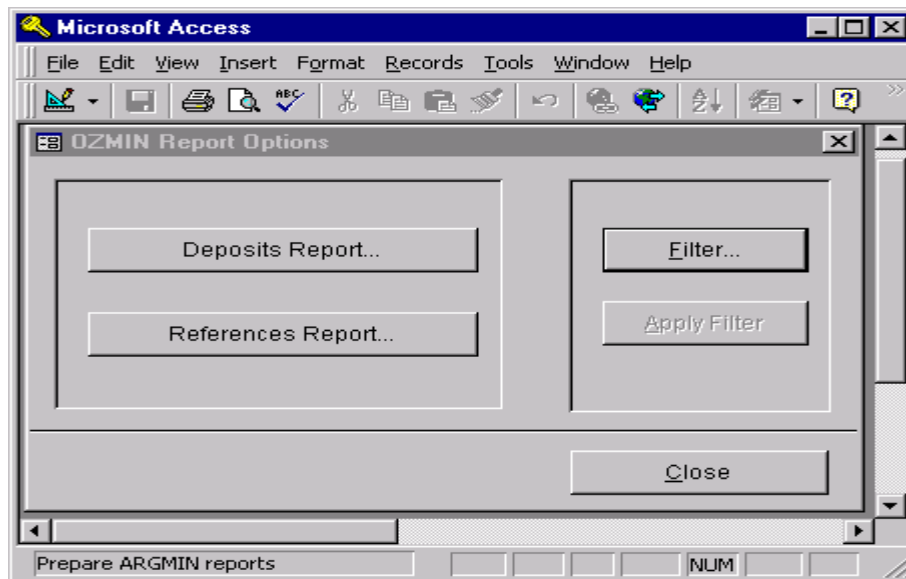 Microsoft Access
File Edit View Insert Format Records Tools Window Help
ABC
OZMIN Report Options
Deposits Report...
Filter...
References Report...
Apply Filter
Close
Prepare ARGMIN reports NUM